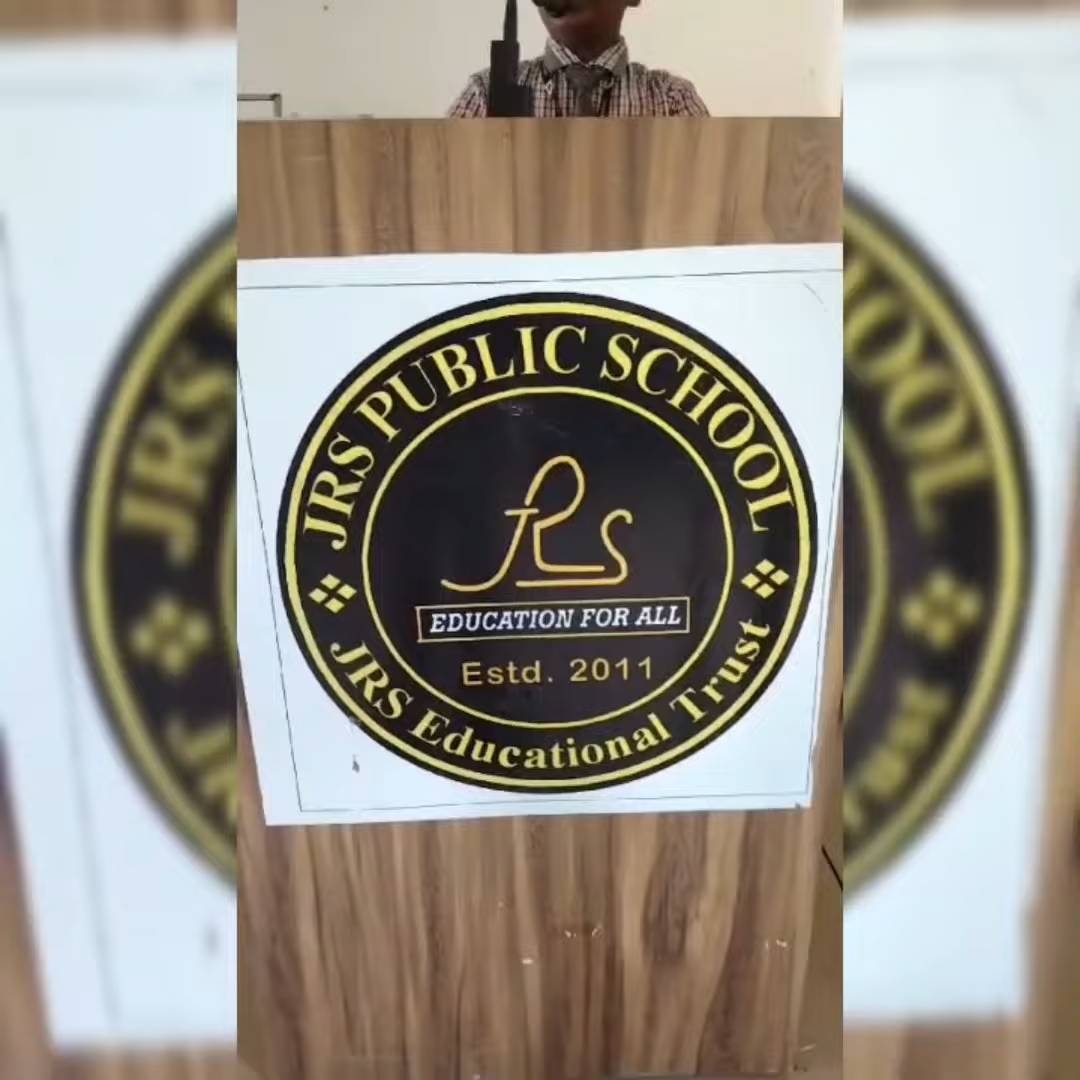 JRS PUBLIC SCHOOL
JRS
EDUCATION FOR ALL
Estd. 2011
JRS Educational Trust